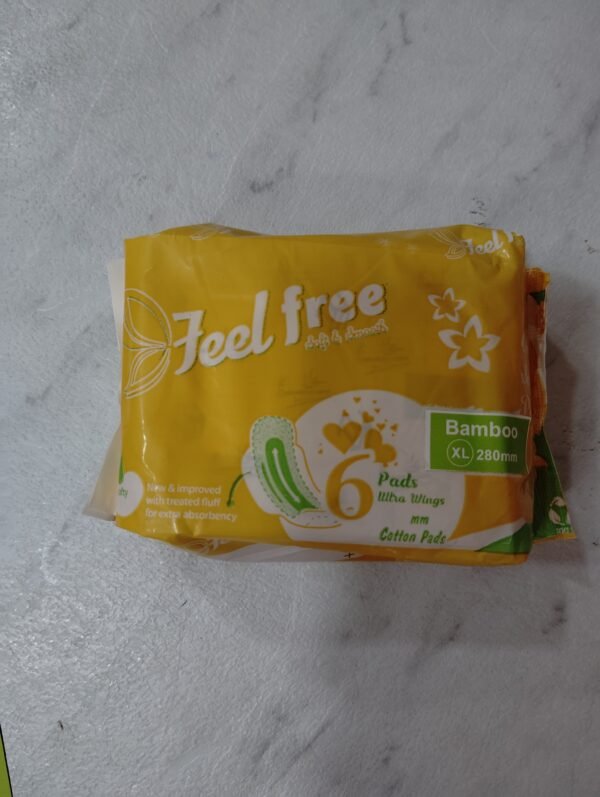 Feel
Feel free
Soft & Smooth
Bamboo
XL 280mm
6
Pads
Ultra Wings
mm
Cotton Pads
New & improved
with treated fluff
for extra absorbency